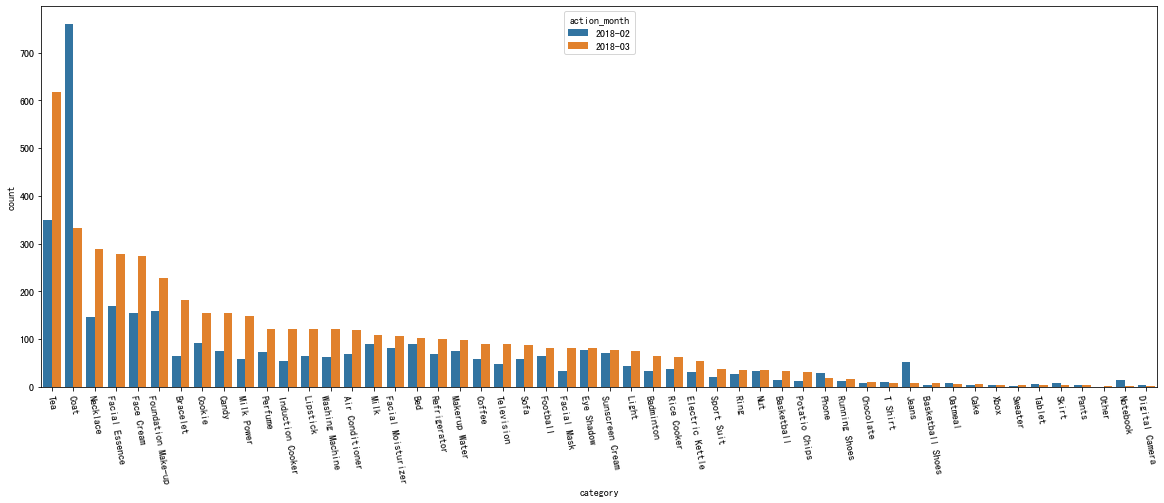 action_month
2018-02
2018-03
700
600
500
400
300
200
100
0
count
Tea
Coat
Necklace
Facial Essence
Face Cream
Foundation Make-up
Bracelet
Cookie
Candy
Milk Power
Perfume
Induction Cooker
Lipstick
Washing Machine
Air Conditioner
Milk
Facial Moisturizer
Bed
Refrigerator
Makerup Water
Coffee
Television
Sofa
Football
Facial Mask
Eye Shadow
Sunscreen Cream
Light
Badminton
Rice Cooker
Electric Kettle
Sport Suit
Ring
Nut
Basketball
Potatio Chips
Phone
Running Shoes
Chocolate
T Shirt
Jeans
Basketball Shoes
Oatmeal
Cake
Xbox
Sweater
Tablet
Skirt
Pants
Other
Notebook
Digital Camera
category